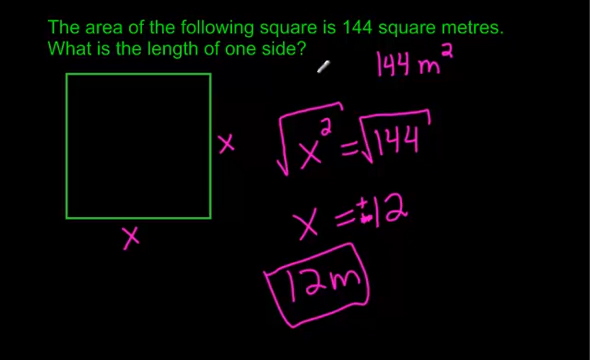 The area of the following square is 144 square metres.
What is the length of one side?
144 m²
x
√x² = √144
x
x = ±12
12m